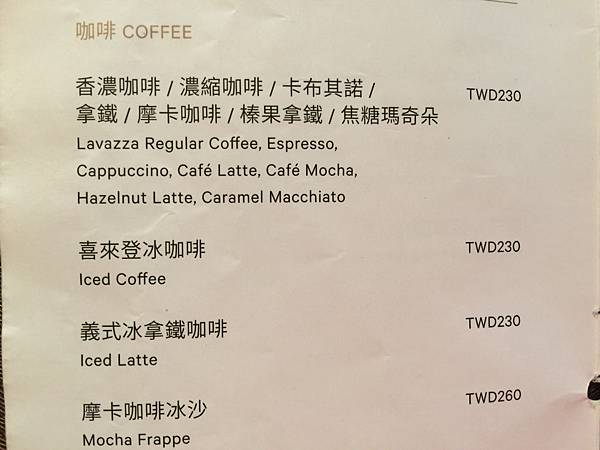 咖啡 COFFEE
香濃咖啡 / 濃縮咖啡 / 卡布其諾 / TWD230
拿鐵 / 摩卡咖啡 / 榛果拿鐵 / 焦糖瑪奇朵
Lavazza Regular Coffee, Espresso,
Cappuccino, Café Latte, Café Mocha,
Hazelnut Latte, Caramel Macchiato
喜來登冰咖啡 TWD230
Iced Coffee
義式冰拿鐵咖啡 TWD230
Iced Latte
摩卡咖啡冰沙 TWD260
Mocha Frappe